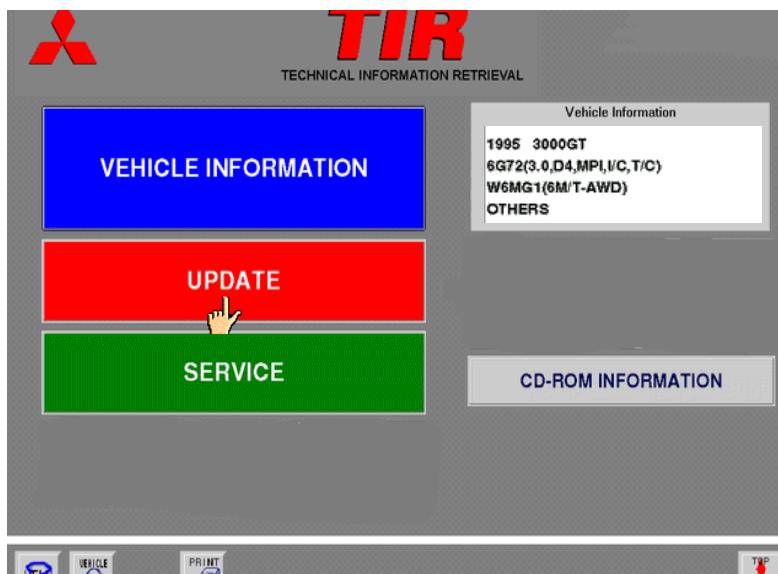 TIR
TECHNICAL INFORMATION RETRIEVAL
VEHICLE INFORMATION
Vehicle Information
1995 3000GT
6G72(3.0,D4,MPI,I/C,T/C)
W6MG1(6M/T-AWD)
OTHERS
UPDATE
SERVICE
CD-ROM INFORMATION
VEHICLE
PRINT
TOP